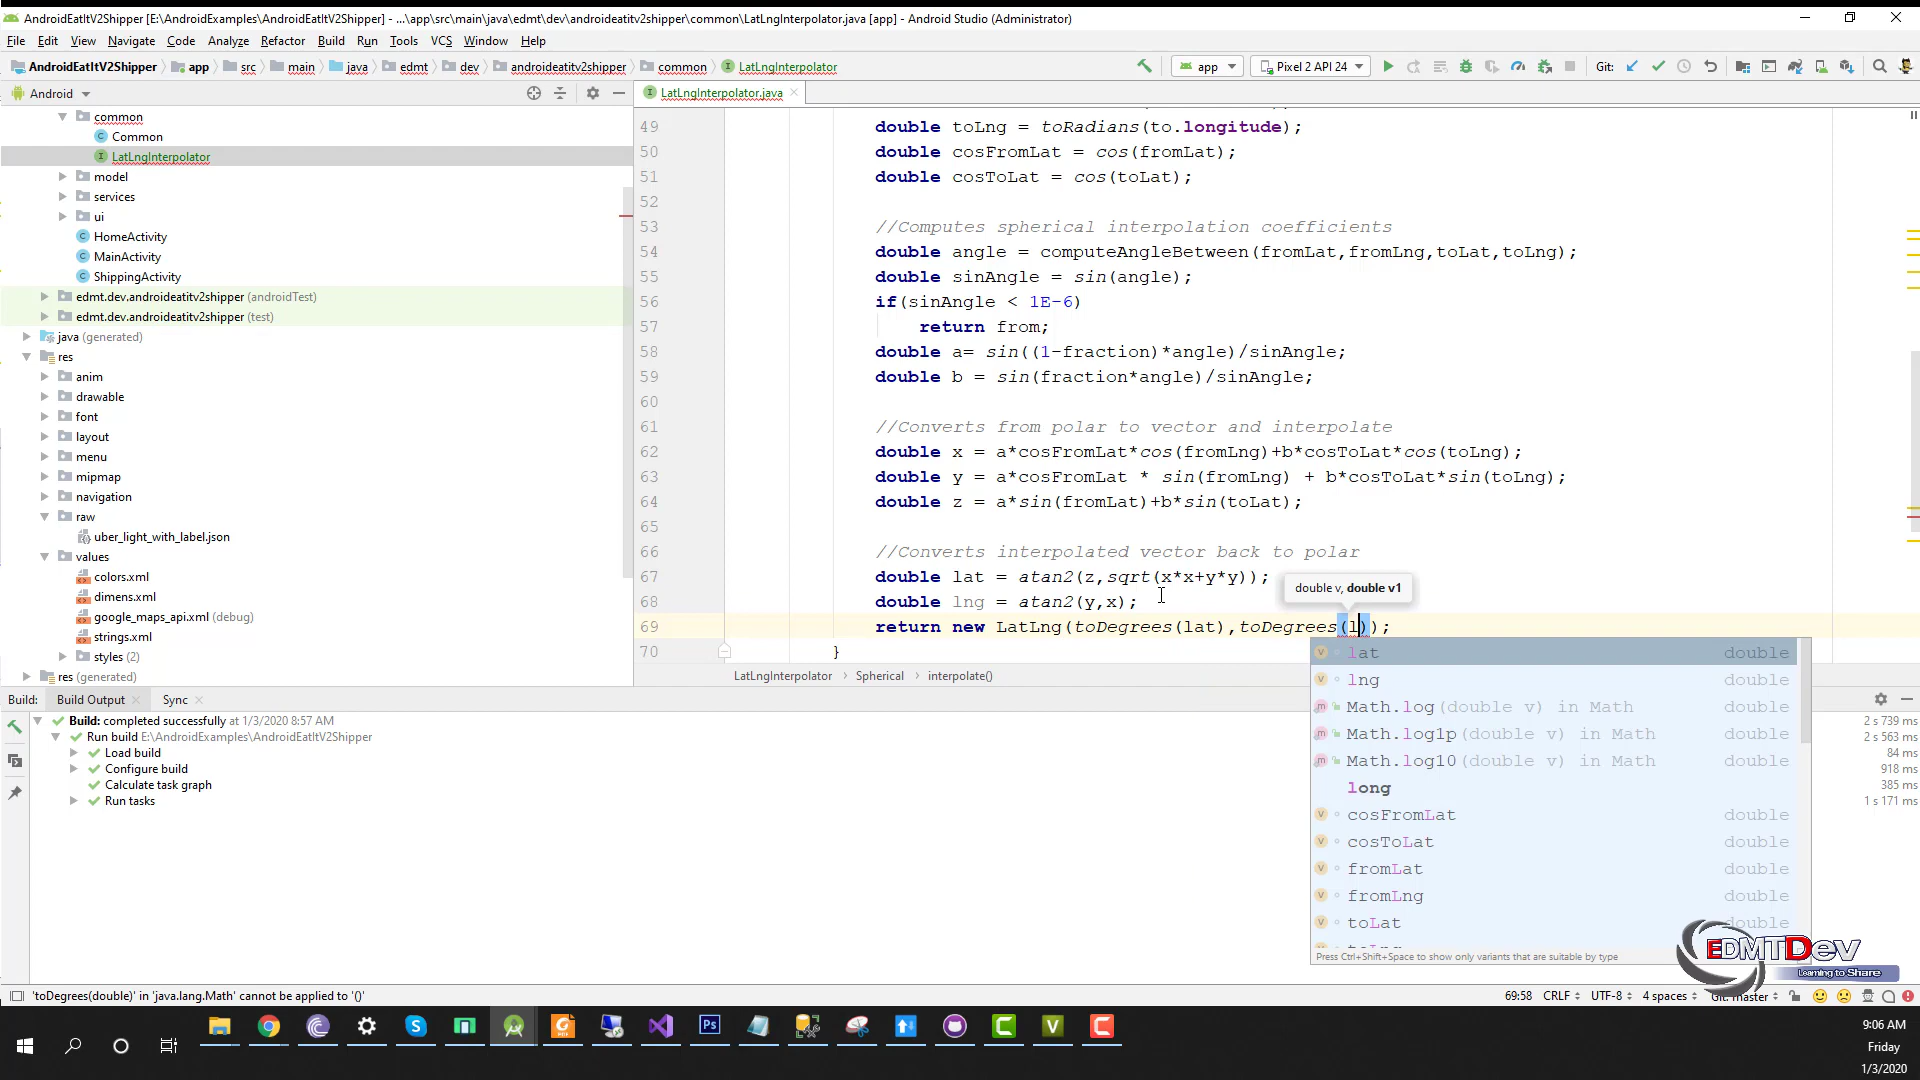 AndroidEatItV2Shipper [E:\AndroidExamples\AndroidEatItV2Shipper] - ...\app\src\main\java\edmt\dev\androideatitv2shipper\common\LatLngInterpolator.java [app] - Android Studio (Administrator)
File Edit View Navigate Code Analyze Refactor Build Run Tools VCS Window Help
AndroidEatItV2Shipper app src main java edmt dev androideatitv2shipper common LatLngInterpolator app Pixel 2 API 24 Git:
Android
LatLngInterpolator.java
common
Common
LatLngInterpolator
model
services
ui
HomeActivity
MainActivity
ShippingActivity
edmt.dev.androideatitv2shipper (androidTest)
edmt.dev.androideatitv2shipper (test)
java (generated)
res
anim
drawable
font
layout
menu
mipmap
navigation
raw
uber_light_with_label.json
values
colors.xml
dimens.xml
google_maps_api.xml (debug)
strings.xml
styles (2)
res (generated)
49 double toLng = toRadians(to.longitude);
50 double cosFromLat = cos(fromLat);
51 double cosToLat = cos(toLat);
52
53 //Computes spherical interpolation coefficients
54 double angle = computeAngleBetween(fromLat,fromLng,toLat,toLng);
55 double sinAngle = sin(angle);
56 if(sinAngle < 1E-6)
57 return from;
58 double a= sin((1-fraction)*angle)/sinAngle;
59 double b = sin(fraction*angle)/sinAngle;
60
61 //Converts from polar to vector and interpolate
62 double x = a*cosFromLat*cos(fromLng)+b*cosToLat*cos(toLng);
63 double y = a*cosFromLat * sin(fromLng) + b*cosToLat*sin(toLng);
64 double z = a*sin(fromLat)+b*sin(toLat);
65
66 //Converts interpolated vector back to polar
67 double lat = atan2(z,sqrt(x*x+y*y));
double v, double v1
68 double lng = atan2(y,x);
69 return new LatLng(toDegrees(lat),toDegrees(l));
70 }
lat double
lng double
Math.log(double v) in Math double
Math.log1p(double v) in Math double
Math.log10(double v) in Math double
long
cosFromLat double
cosToLat double
fromLat double
fromLng double
toLat double
Press Ctrl+Shift+Space to show only variants that are suitable by type
LatLngInterpolator Spherical interpolate()
Build: Build Output Sync
Build: completed successfully at 1/3/2020 8:57 AM 2 s 739 ms
Run build E:\AndroidExamples\AndroidEatItV2Shipper 2 s 563 ms
Load build 84 ms
Configure build 918 ms
Calculate task graph 385 ms
Run tasks 1 s 171 ms
EDMTDev
Learning to Share
'toDegrees(double)' in 'java.lang.Math' cannot be applied to '()' 69:58 CRLF UTF-8 4 spaces Git: master
9:06 AM
Friday
1/3/2020